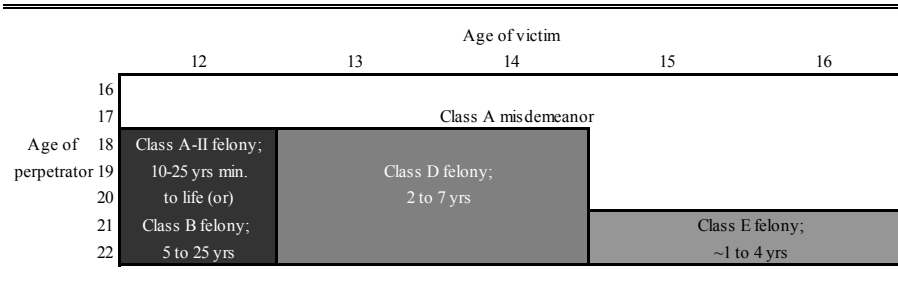 Age of victim
12 13 14 15 16
16
17 Class A misdemeanor
Age of 18 Class A-II felony;
perpetrator 19 10-25 yrs min. Class D felony;
20 to life (or) 2 to 7 yrs
21 Class B felony; Class E felony;
22 5 to 25 yrs ~1 to 4 yrs